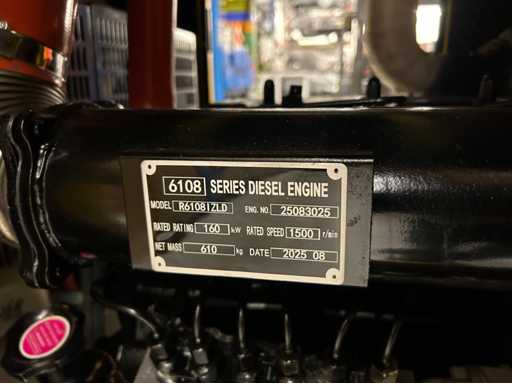 6108 SERIES DIESEL ENGINE
MODEL R6108IZLD ENG. NO 25083025
RATED RATING 160 kW RATED SPEED 1500 r/min
NET MASS 610 kg DATE 2025 08